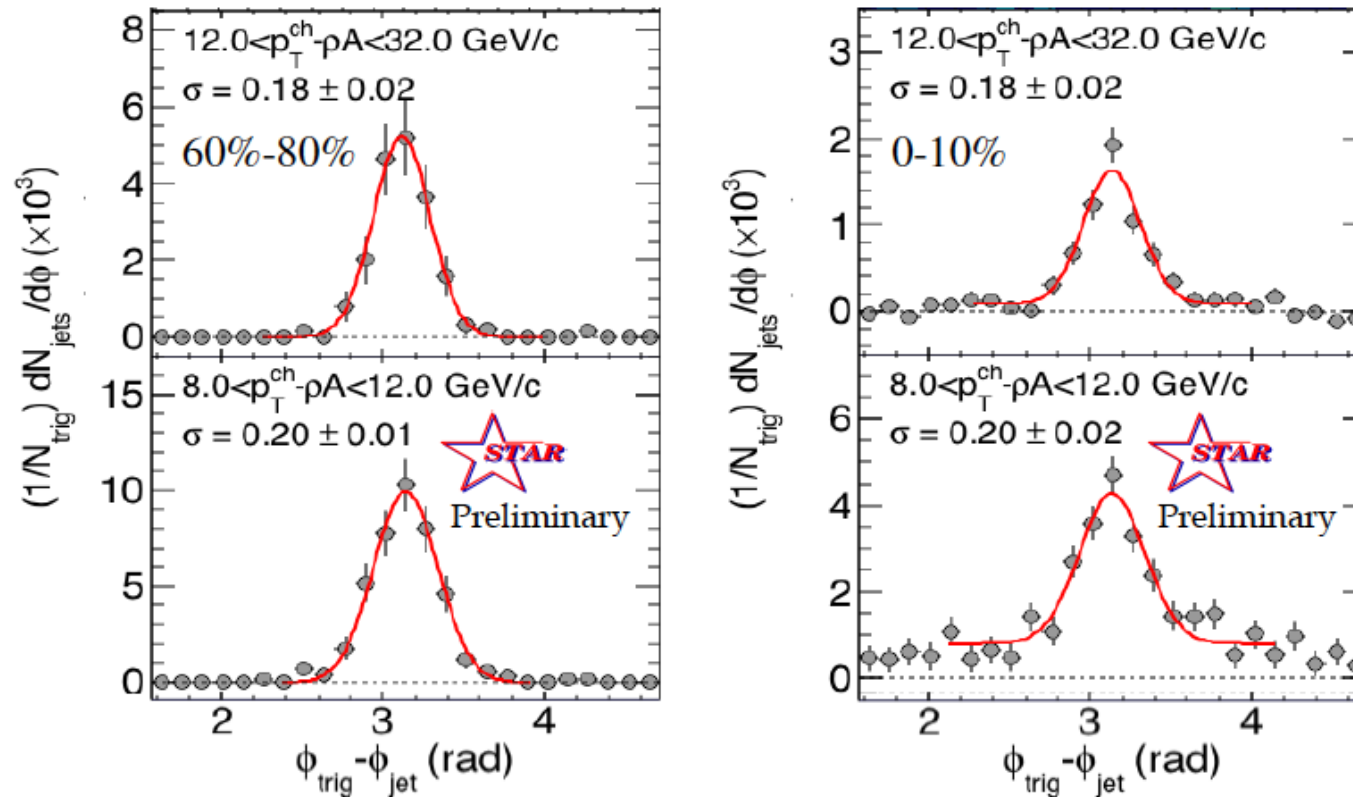 12.0<p_T^ch-ρA<32.0 GeV/c
σ = 0.18 ± 0.02
60%-80%
8
6
4
2
0
8.0<p_T^ch-ρA<12.0 GeV/c
σ = 0.20 ± 0.01
STAR
Preliminary
15
10
5
0
2 3 4
(1/N_trig) dN_jets/dφ (×10^3)
φ_trig-φ_jet (rad)
12.0<p_T^ch-ρA<32.0 GeV/c
σ = 0.18 ± 0.02
0-10%
3
2
1
0
8.0<p_T^ch-ρA<12.0 GeV/c
σ = 0.20 ± 0.02
STAR
Preliminary
6
4
2
0
2 3 4
(1/N_trig) dN_jets/dφ (×10^3)
φ_trig-φ_jet (rad)